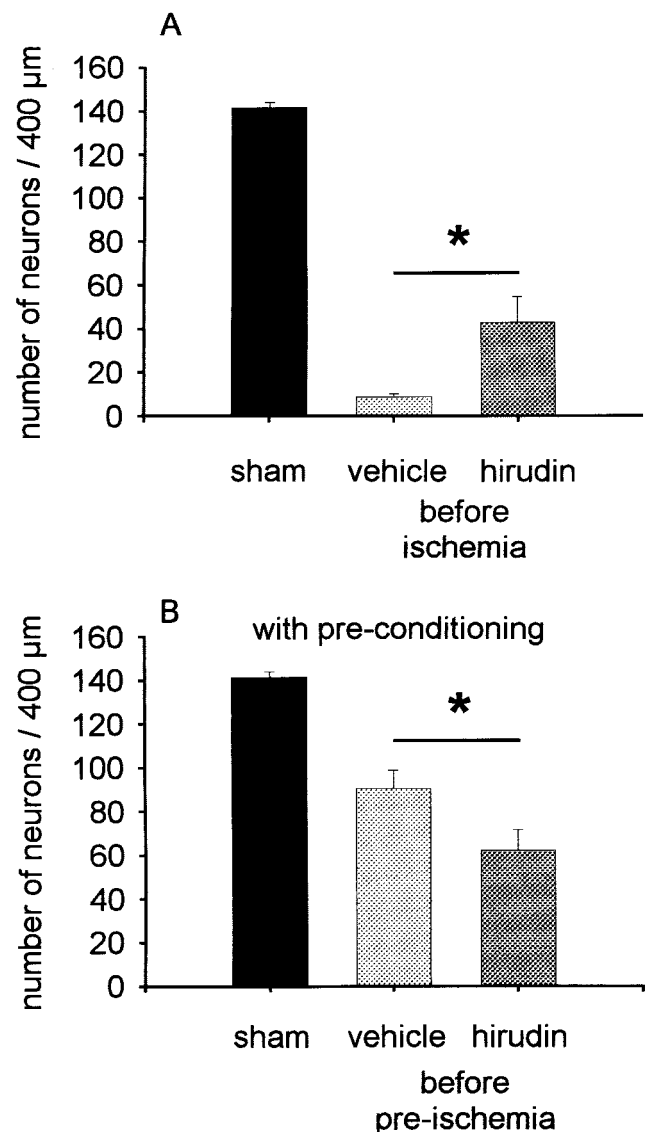 A
number of neurons / 400 µm
160
140
120
100
80
60
40
20
0
*
sham vehicle hirudin
before
ischemia
B
with pre-conditioning
number of neurons / 400 µm
160
140
120
100
80
60
40
20
0
*
sham vehicle hirudin
before
pre-ischemia